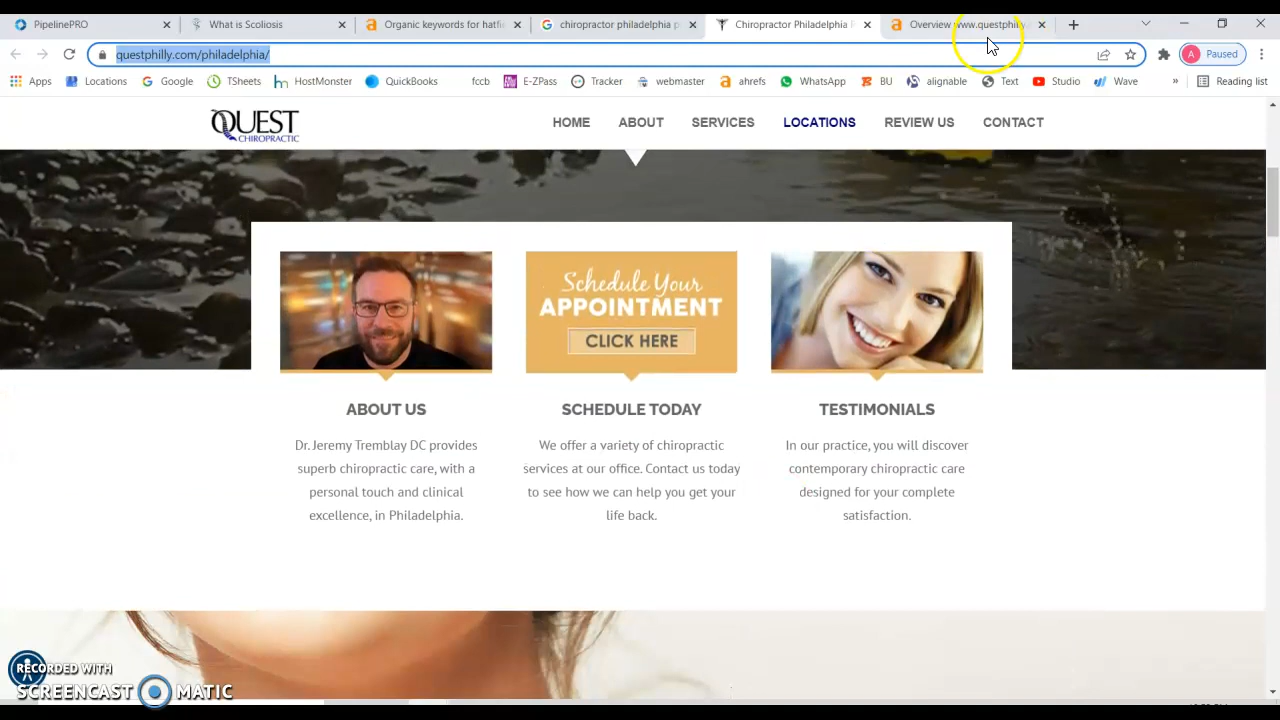 PipelinePRO
What is Scoliosis
Organic keywords for hatfi
chiropractor philadelphia p
Chiropractor Philadelphia
Overview www.questphilly.
questphilly.com/philadelphia/
A Paused
Apps Locations Google TSheets HostMonster QuickBooks fccb E-ZPass Tracker webmaster ahrefs WhatsApp BU alignable Text Studio Wave » Reading list
QUEST
CHIROPRACTIC
HOME ABOUT SERVICES LOCATIONS REVIEW US CONTACT
Schedule Your
APPOINTMENT
CLICK HERE
ABOUT US
Dr. Jeremy Tremblay DC provides
superb chiropractic care, with a
personal touch and clinical
excellence, in Philadelphia.
SCHEDULE TODAY
We offer a variety of chiropractic
services at our office. Contact us today
to see how we can help you get your
life back.
TESTIMONIALS
In our practice, you will discover
contemporary chiropractic care
designed for your complete
satisfaction.
RECORDED WITH
SCREENCAST MATIC